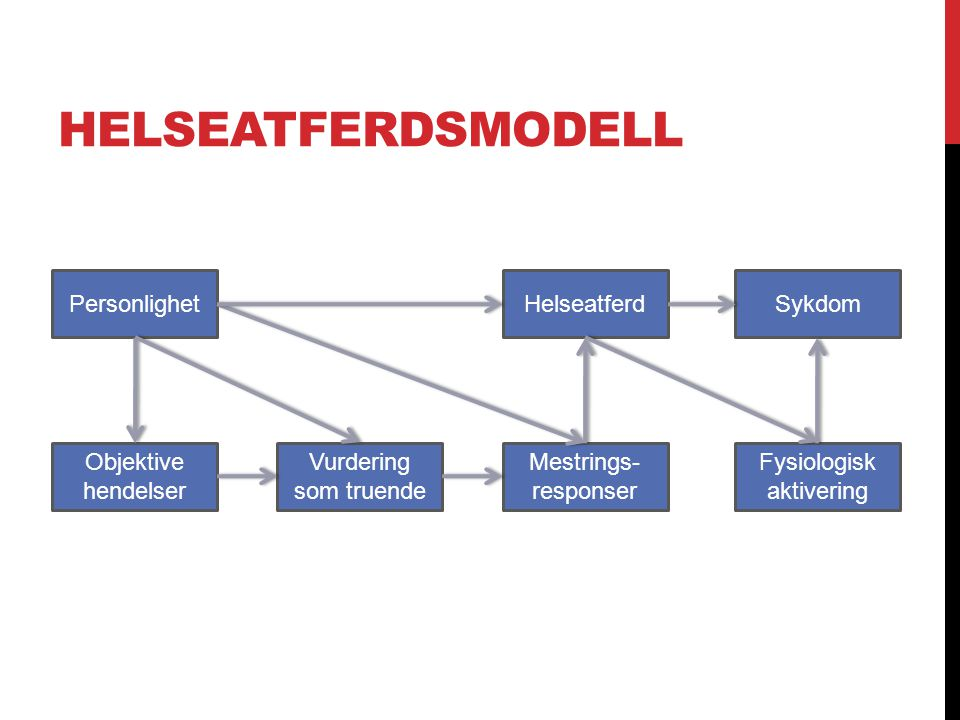 HELSEATFERDSMODELL
Personlighet
Helseatferd
Sykdom
Objektive
hendelser
Vurdering
som truende
Mestrings-
responser
Fysiologisk
aktivering